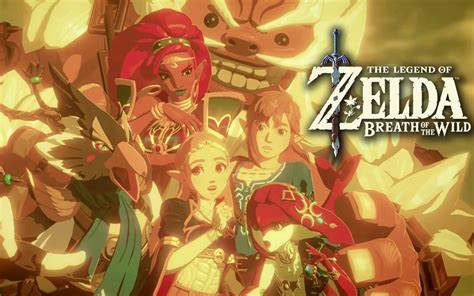 THE LEGEND OF
ZELDA
BREATH OF THE WILD